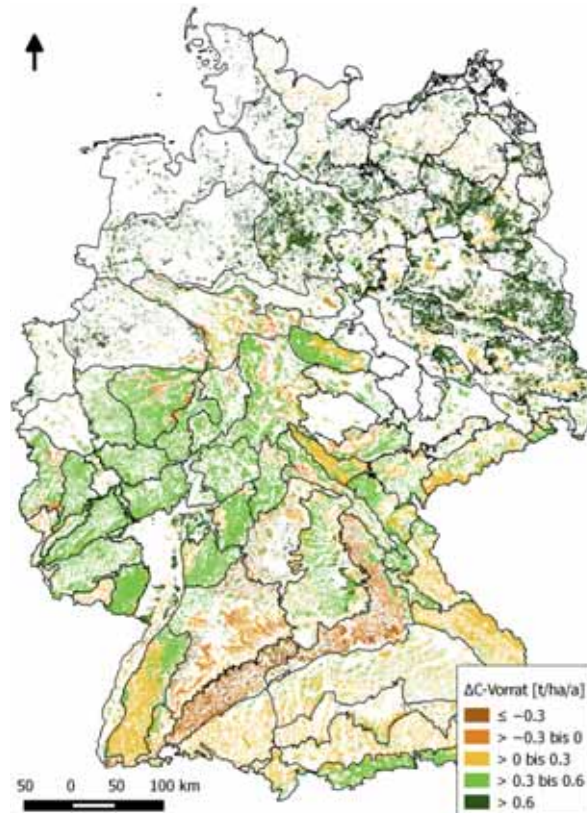 ΔC-Vorrat [t/ha/a]
≤ −0.3
> −0.3 bis 0
> 0 bis 0.3
> 0.3 bis 0.6
> 0.6
50 0 50 100 km